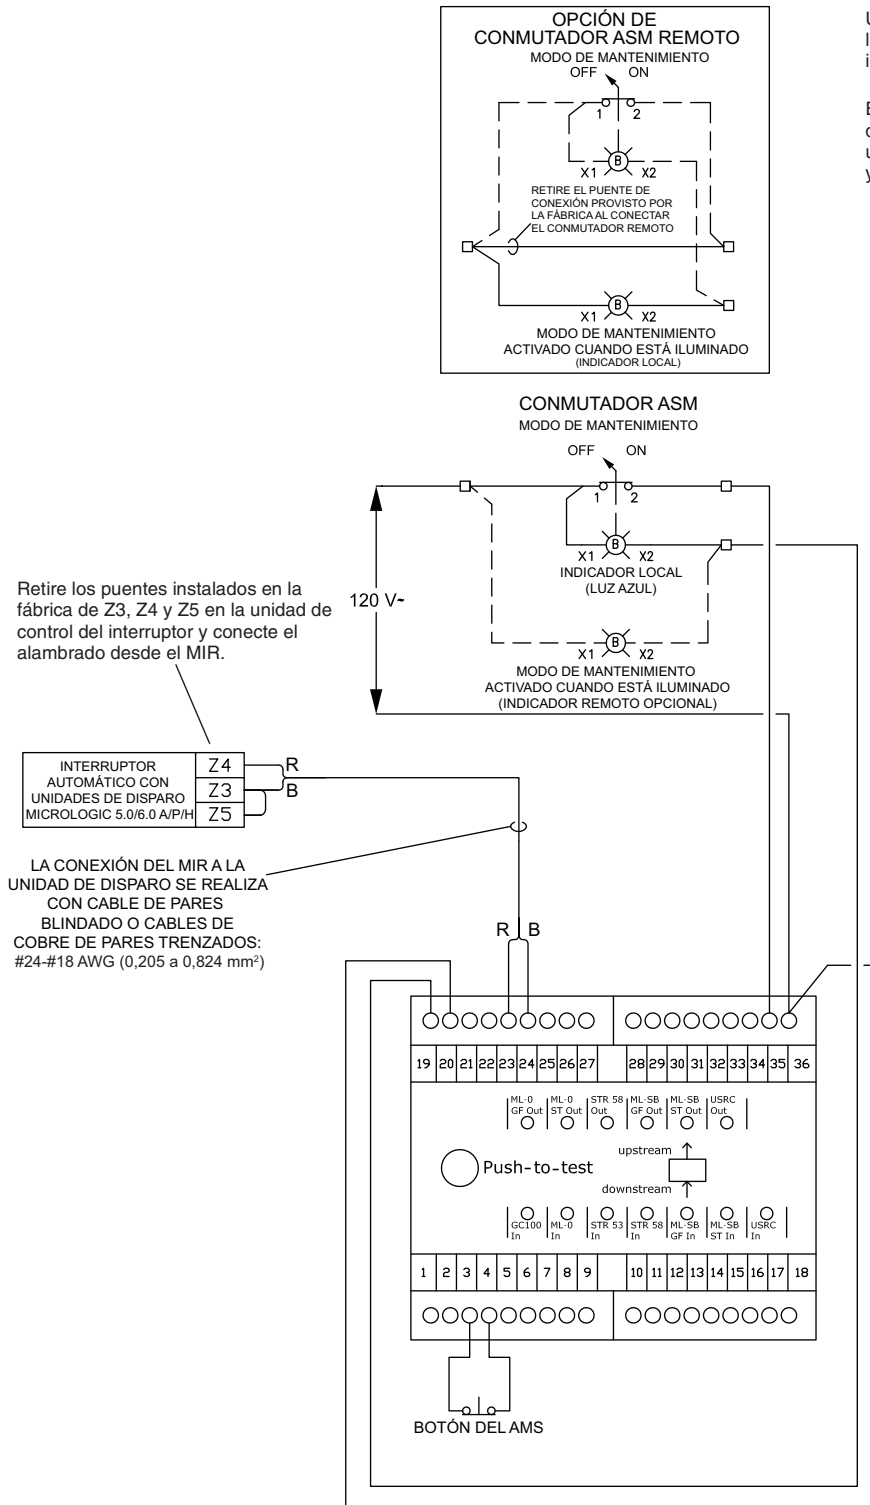 OPCIÓN DE
CONMUTADOR ASM REMOTO
MODO DE MANTENIMIENTO
OFF ON
1 2
B
X1 X2
RETIRE EL PUENTE DE
CONEXIÓN PROVISTO POR
LA FÁBRICA AL CONECTAR
EL CONMUTADOR REMOTO
B
X1 X2
MODO DE MANTENIMIENTO
ACTIVADO CUANDO ESTÁ ILUMINADO
(INDICADOR LOCAL)
CONMUTADOR ASM
MODO DE MANTENIMIENTO
OFF ON
1 2
B
X1 X2
INDICADOR LOCAL
(LUZ AZUL)
120 V~
B
X1 X2
MODO DE MANTENIMIENTO
ACTIVADO CUANDO ESTÁ ILUMINADO
(INDICADOR REMOTO OPCIONAL)
Retire los puentes instalados en la
fábrica de Z3, Z4 y Z5 en la unidad de
control del interruptor y conecte el
alambrado desde el MIR.
INTERRUPTOR
AUTOMÁTICO CON
UNIDADES DE DISPARO
MICROLOGIC 5.0/6.0 A/P/H
Z4
Z3
Z5
R
B
LA CONEXIÓN DEL MIR A LA
UNIDAD DE DISPARO SE REALIZA
CON CABLE DE PARES
BLINDADO O CABLES DE
COBRE DE PARES TRENZADOS:
#24-#18 AWG (0,205 a 0,824 mm²)
R B
19 20 21 22 23 24 25 26 27 28 29 30 31 32 33 34 35 36
ML-0 GF Out
ML-0 ST Out
STR 58 Out
ML-SB GF Out
ML-SB ST Out
USRC Out
Push-to-test
upstream
downstream
GC100 In
ML-0 In
STR 53 In
STR 58 In
ML-SB GF In
ML-SB ST In
USRC In
1 2 3 4 5 6 7 8 9 10 11 12 13 14 15 16 17 18
BOTÓN DEL AMS